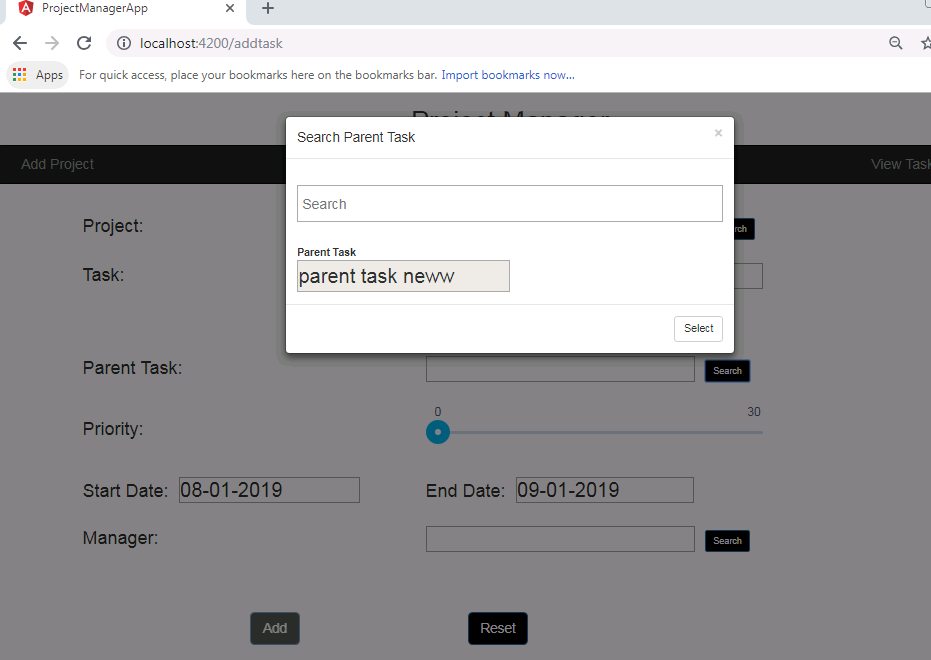 ProjectManagerApp
localhost:4200/addtask
Apps For quick access, place your bookmarks here on the bookmarks bar. Import bookmarks now...
Project Manager
Add Project View Task
Search Parent Task
Search
Parent Task
parent task neww
Select
Project:
Task:
Parent Task: Search
0 30
Priority:
Start Date: 08-01-2019 End Date: 09-01-2019
Manager: Search
Add Reset